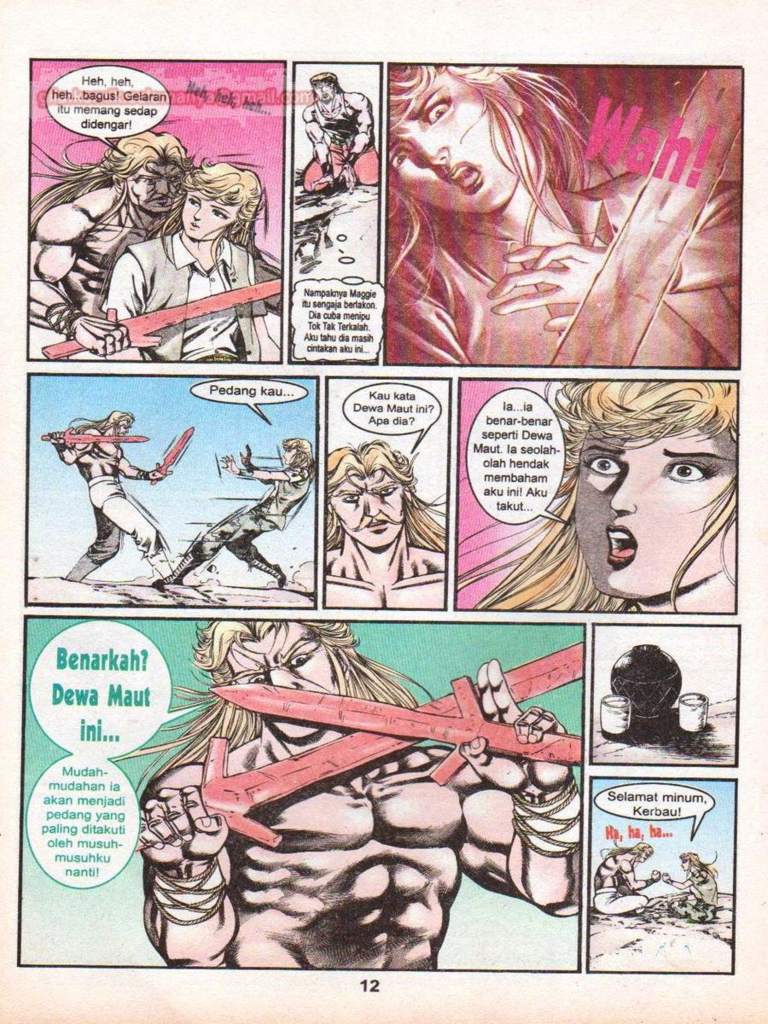 Heh, heh,
heh...bagus! Gelaran
itu memang sedap
didengar!
Heh, heh, heh...
Nampaknya Maggie
itu sengaja berlakon.
Dia cuba menipu
Tok Tak Terkalah.
Aku tahu dia masih
cintakan aku ini...
Wah!
Pedang kau...
Kau kata
Dewa Maut ini?
Apa dia?
Ia...ia
benar-benar
seperti Dewa
Maut. Ia seolah-
olah hendak
membaham
aku ini! Aku
takut...
Benarkah?
Dewa Maut
ini...
Mudah-
mudahan ia
akan menjadi
pedang yang
paling ditakuti
oleh musuh-
musuhku
nanti!
Selamat minum,
Kerbau!
Ha, ha, ha...
12